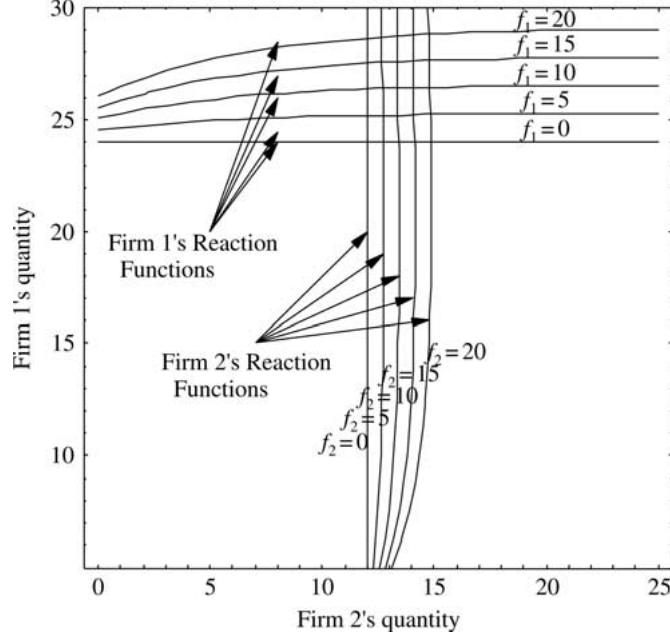 30
25
20
15
10
5
Firm 1's quantity
f₁=20
f₁=15
f₁=10
f₁=5
f₁=0
Firm 1's Reaction
Functions
Firm 2's Reaction
Functions
f₂=20
f₂=15
f₂=10
f₂=5
f₂=0
0 5 10 15 20 25
Firm 2's quantity